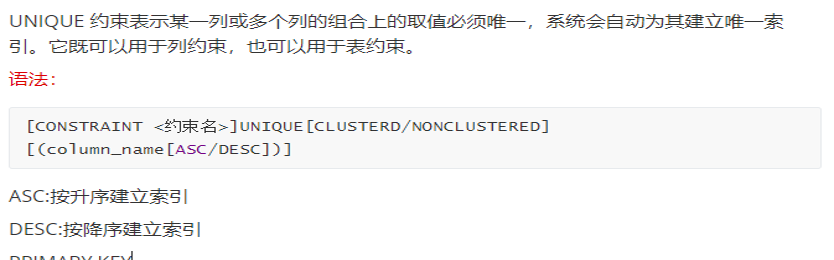 UNIQUE 约束表示某一列或多个列的组合上的取值必须唯一，系统会自动为其建立唯一索
引。它既可以用于列约束，也可以用于表约束。
语法：
[CONSTRAINT <约束名>]UNIQUE[CLUSTERD/NONCLUSTERED]
[(column_name[ASC/DESC])]
ASC:按升序建立索引
DESC:按降序建立索引
PRIMARY KEY